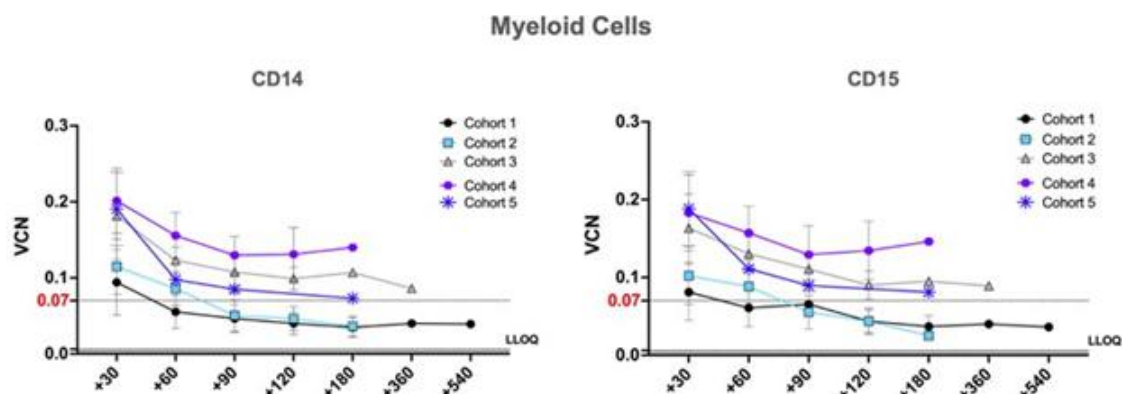 Myeloid Cells
CD14
CD15
0.3
0.2
0.1
0.07
0.0
VCN
Cohort 1
Cohort 2
Cohort 3
Cohort 4
Cohort 5
LLOQ
+30
+60
+90
+120
+180
+360
+540
0.3
0.2
0.1
0.07
0.0
VCN
Cohort 1
Cohort 2
Cohort 3
Cohort 4
Cohort 5
LLOQ
+30
+60
+90
+120
+180
+360
+540